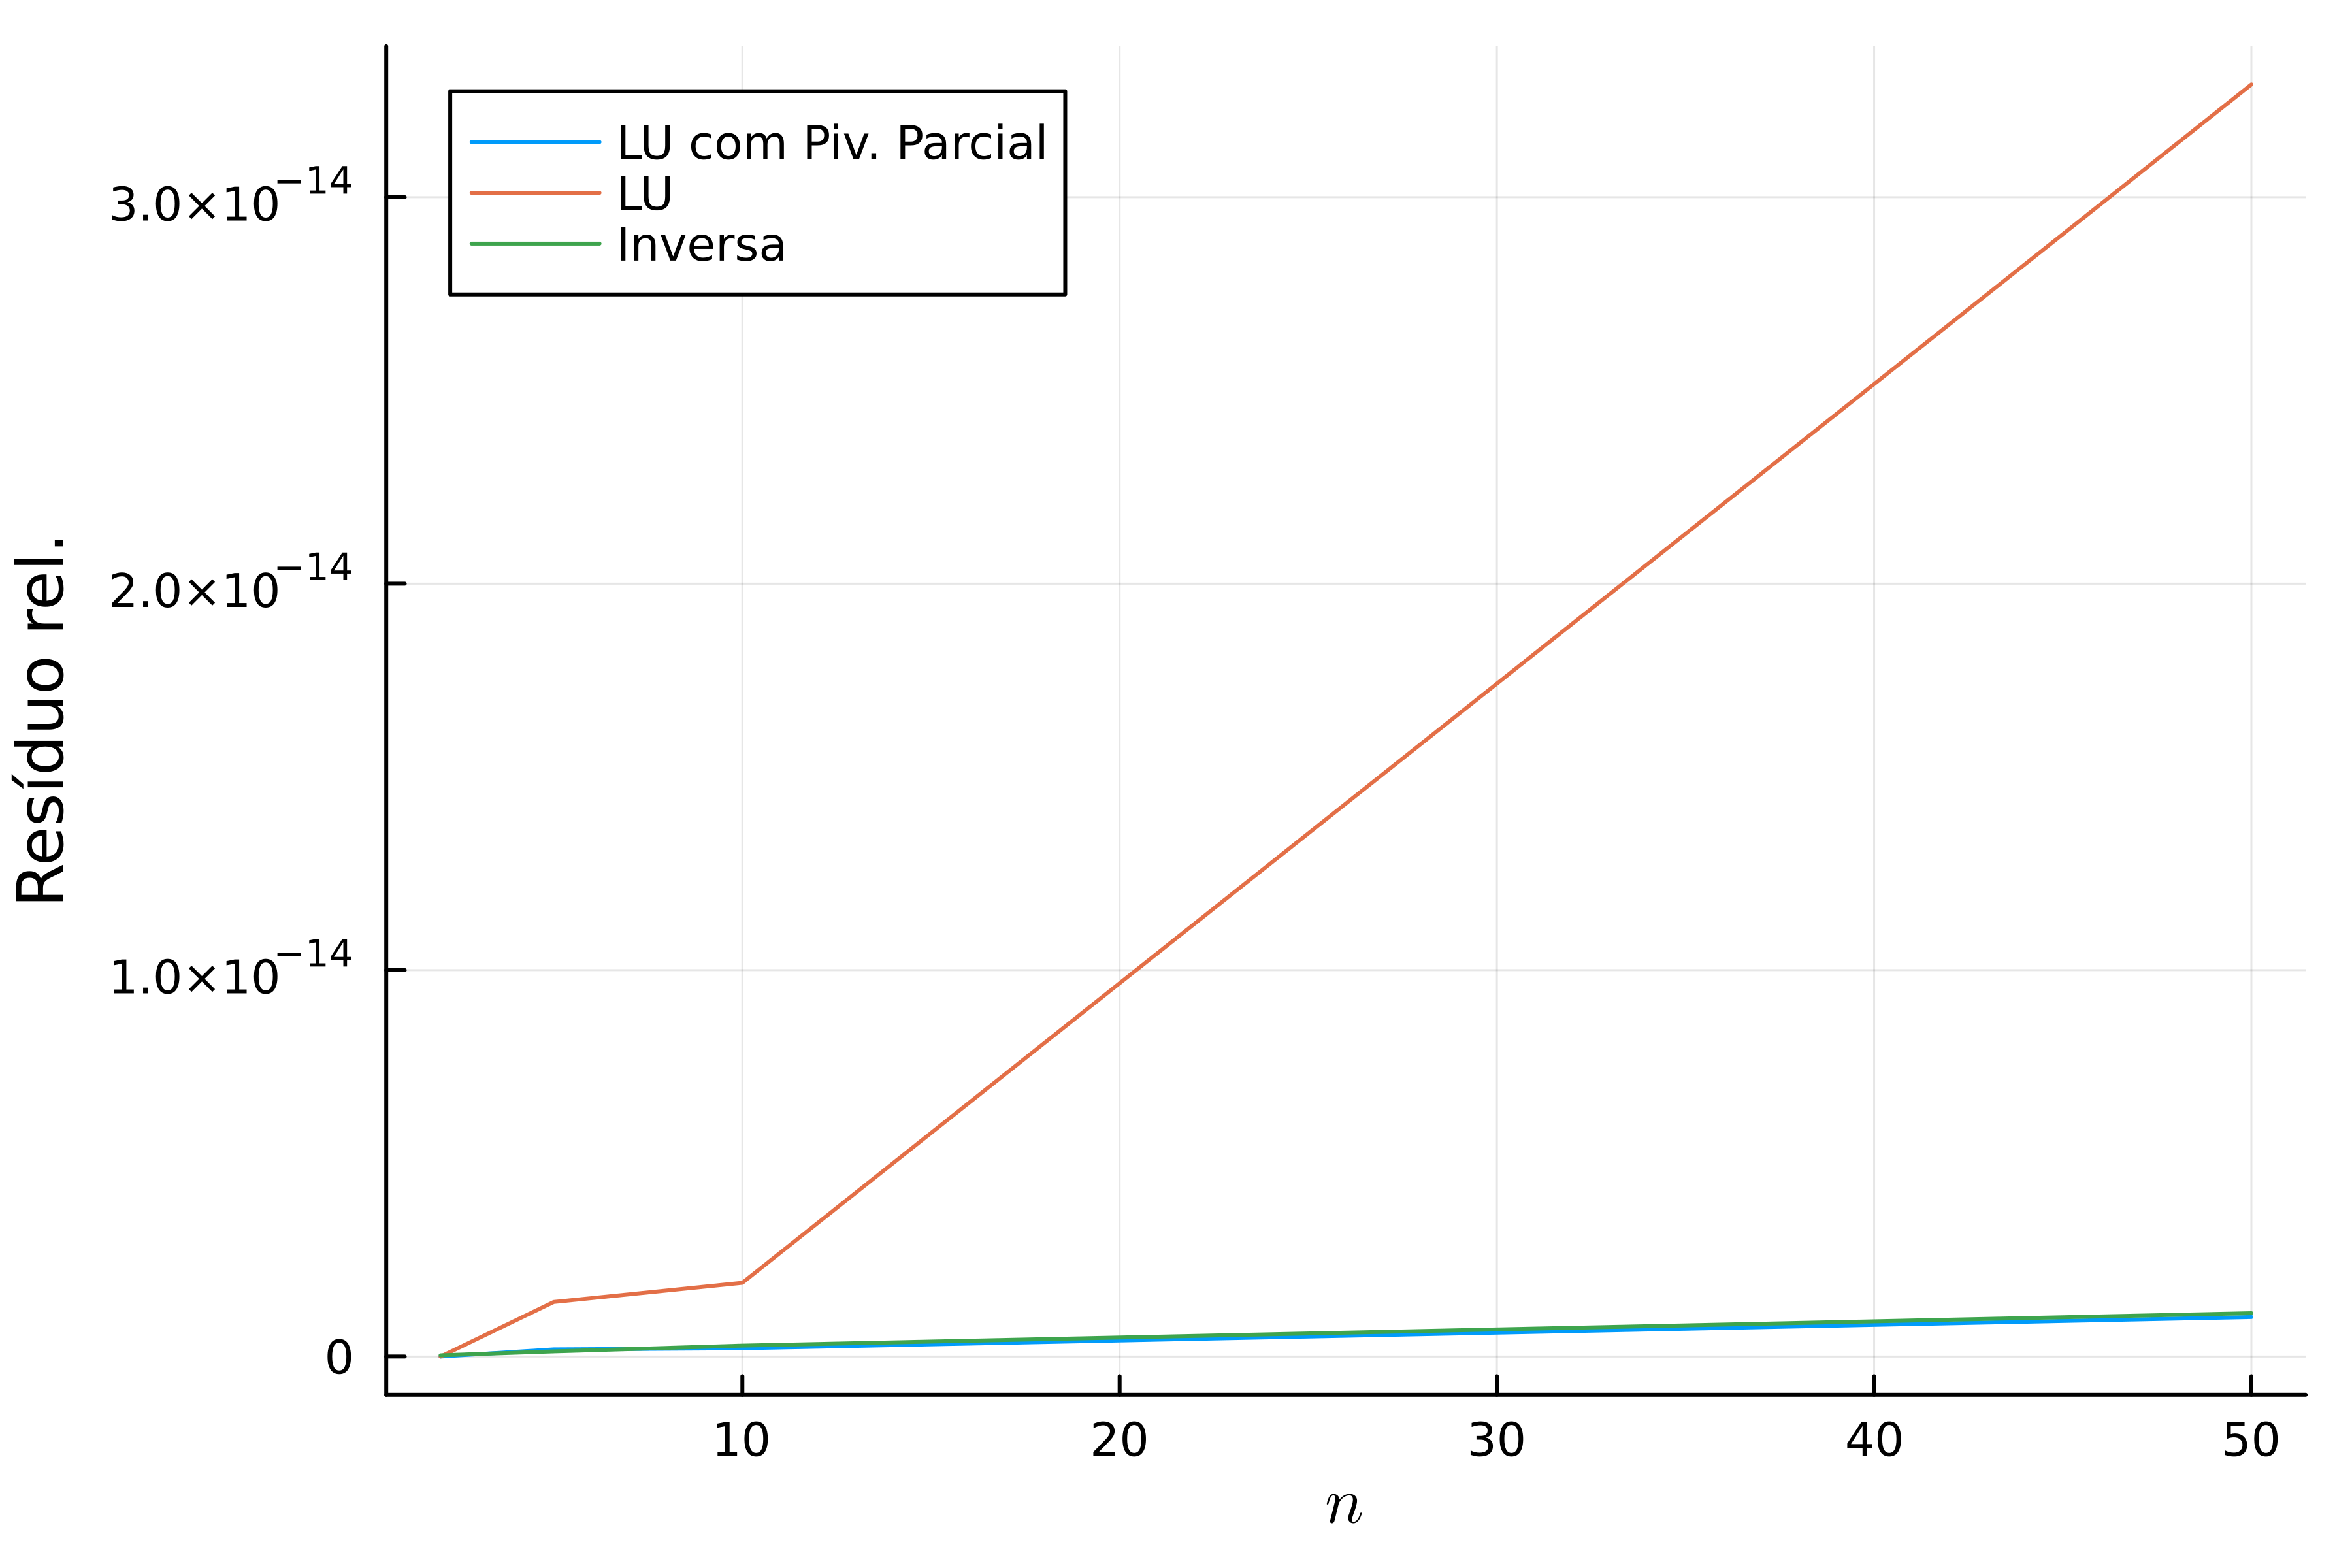 LU com Piv. Parcial
LU
Inversa
3.0×10⁻¹⁴
2.0×10⁻¹⁴
1.0×10⁻¹⁴
0
Resíduo rel.
10 20 30 40 50
n